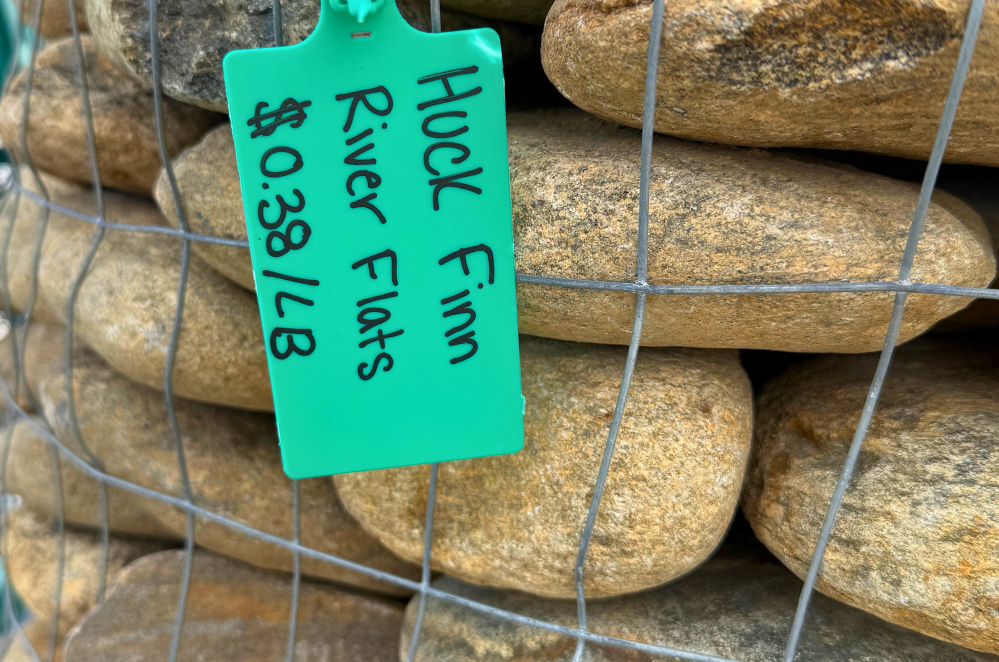 Huck Finn
River Flats
$0.38/LB